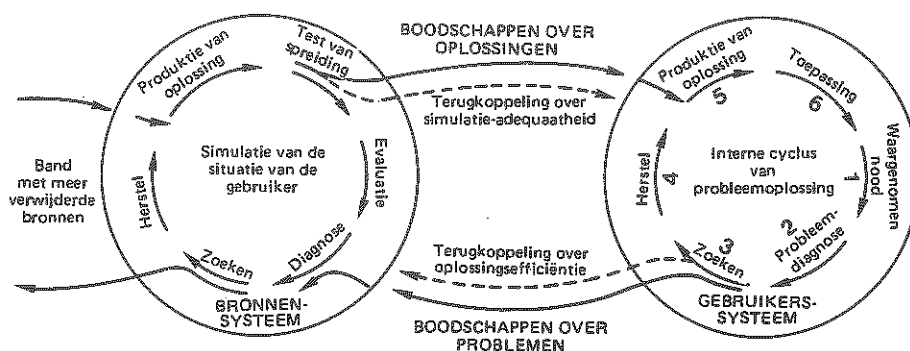 Band
met meer
verwijderde
bronnen
Produktie van
oplossing
Test van
spreiding
Evaluatie
Diagnose
Zoeken
Herstel
Simulatie van de
situatie van de
gebruiker
BRONNEN-
SYSTEEM
BOODSCHAPPEN OVER
OPLOSSINGEN
Terugkoppeling over
simulatie-adequaatheid
Terugkoppeling over
oplossingsefficiëntie
BOODSCHAPPEN OVER
PROBLEMEN
Produktie van
oplossing
5
Toepassing
6
Waargenomen
nood
1
2
Probleem-
diagnose
3
Zoeken
4
Herstel
Interne cyclus
van
probleemoplossing
GEBRUIKERS-
SYSTEEM